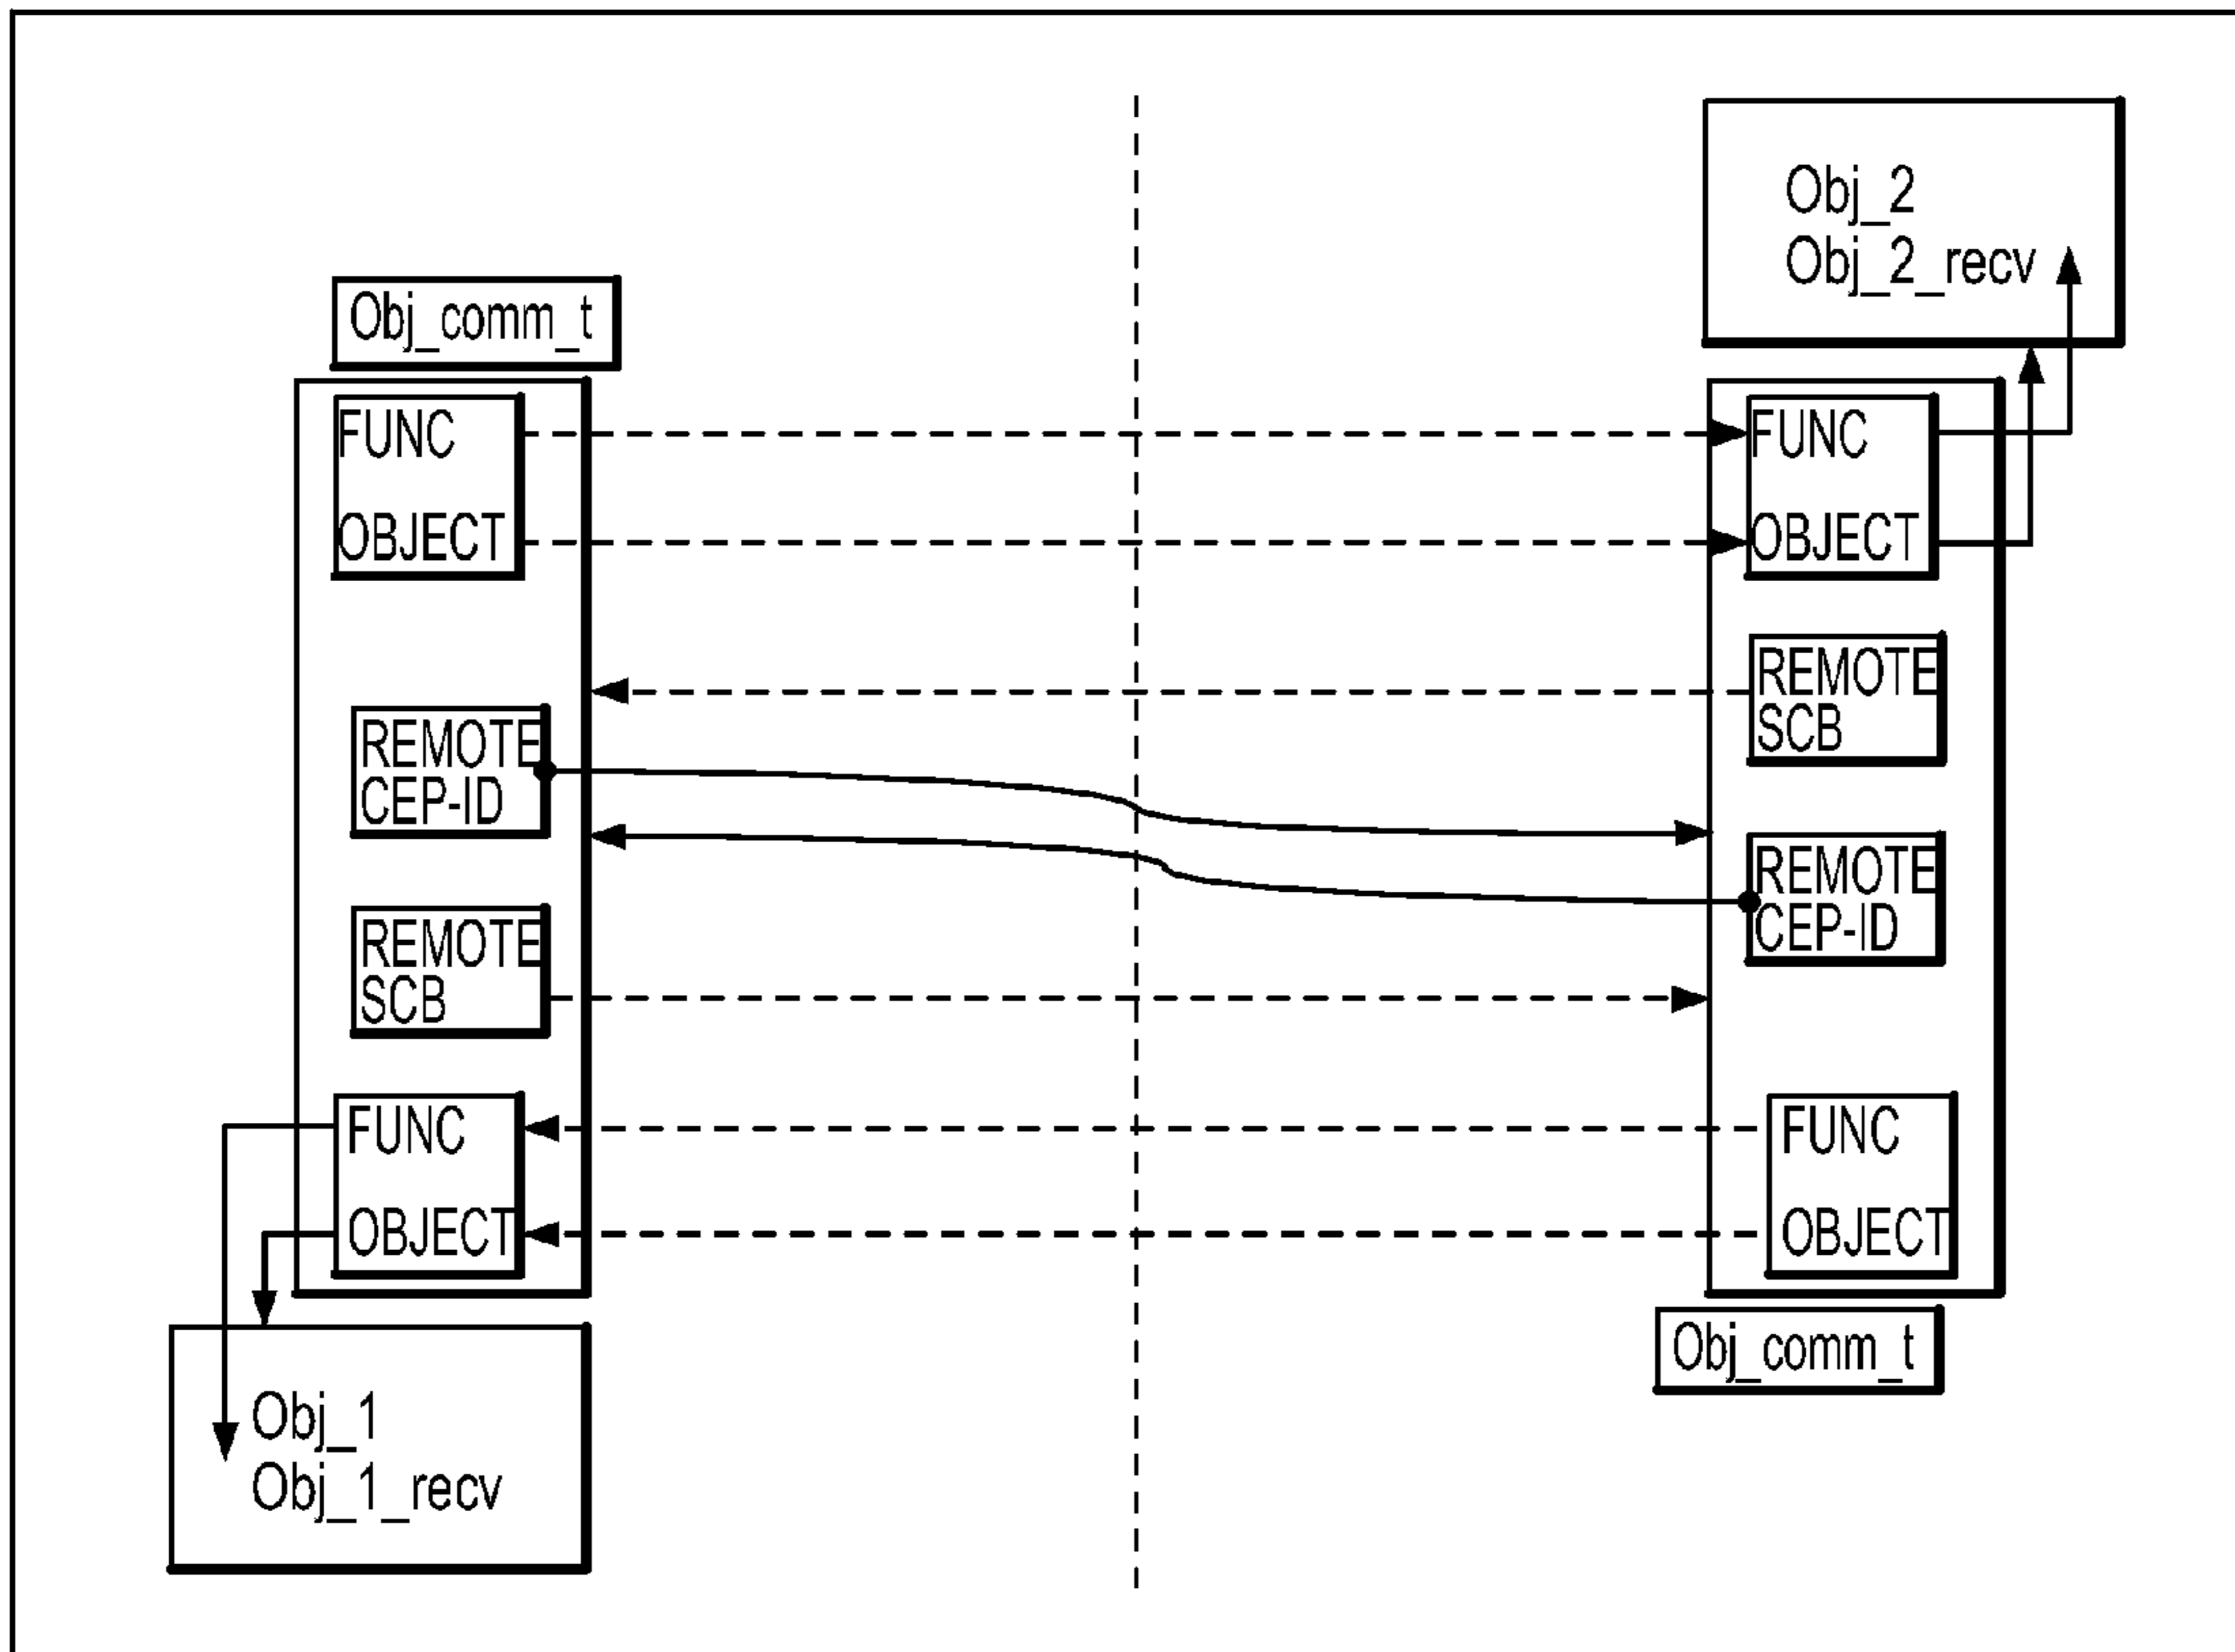 Obj_comm_t
FUNC
OBJECT
REMOTE
CEP-ID
REMOTE
SCB
FUNC
OBJECT
Obj_1
Obj_1_recv
Obj_2
Obj_2_recv
FUNC
OBJECT
REMOTE
SCB
REMOTE
CEP-ID
FUNC
OBJECT
Obj_comm_t